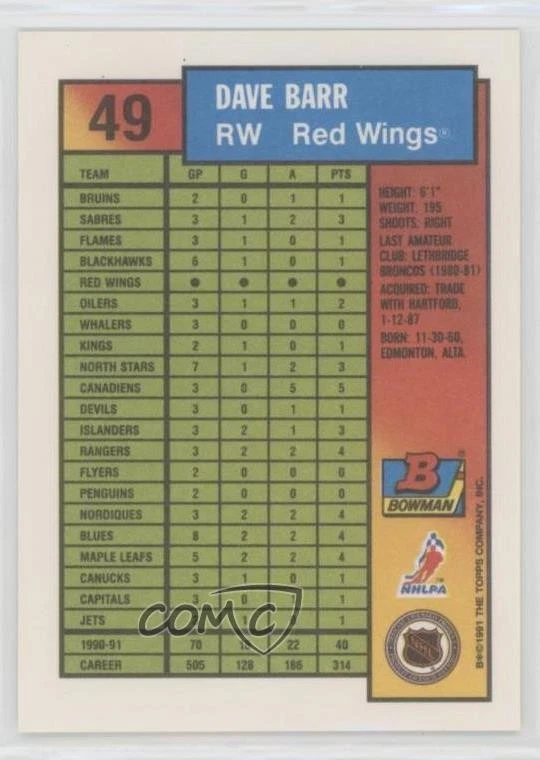 49
DAVE BARR
RW Red Wings®
TEAM GP G A PTS
BRUINS 2 0 1 1
SABRES 3 1 2 3
FLAMES 3 1 0 1
BLACKHAWKS 6 1 0 1
RED WINGS ● ● ● ●
OILERS 3 1 1 2
WHALERS 3 0 0 0
KINGS 2 1 0 1
NORTH STARS 7 1 2 3
CANADIENS 3 0 5 5
DEVILS 3 0 1 1
ISLANDERS 3 2 1 3
RANGERS 3 2 2 4
FLYERS 2 0 0 0
PENGUINS 2 0 0 0
NORDIQUES 3 2 2 4
BLUES 8 2 2 4
MAPLE LEAFS 5 2 2 4
CANUCKS 3 1 0 1
CAPITALS 3 0 1 1
JETS 1 1
1990-91 70 22 40
CAREER 505 128 186 314
HEIGHT: 6'1"
WEIGHT: 195
SHOOTS: RIGHT
LAST AMATEUR
CLUB: LETHBRIDGE
BRONCOS (1980-81)
ACQUIRED: TRADE
WITH HARTFORD,
1-12-87
BORN: 11-30-60,
EDMONTON, ALTA.
B
BOWMAN®
NHLPA
NHL
B®©1991 THE TOPPS COMPANY, INC.
COMC